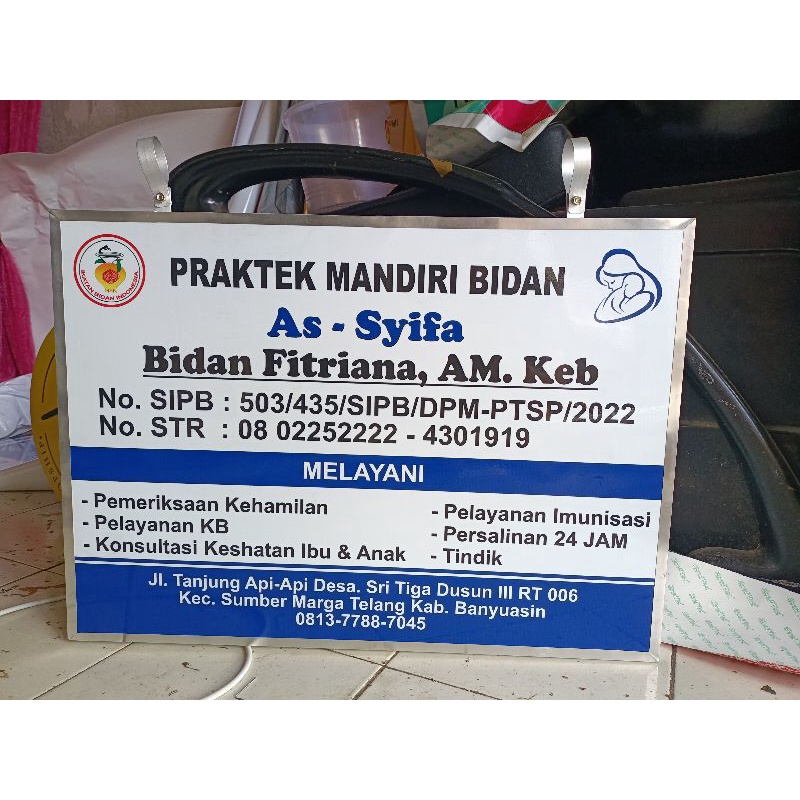 IKATAN BIDAN INDONESIA
PRAKTEK MANDIRI BIDAN
As - Syifa
Bidan Fitriana, AM. Keb
No. SIPB : 503/435/SIPB/DPM-PTSP/2022
No. STR : 08 02252222 - 4301919
MELAYANI
- Pemeriksaan Kehamilan
- Pelayanan KB
- Konsultasi Keshatan Ibu & Anak
- Pelayanan Imunisasi
- Persalinan 24 JAM
- Tindik
Jl. Tanjung Api-Api Desa. Sri Tiga Dusun III RT 006
Kec. Sumber Marga Telang Kab. Banyuasin
0813-7788-7045